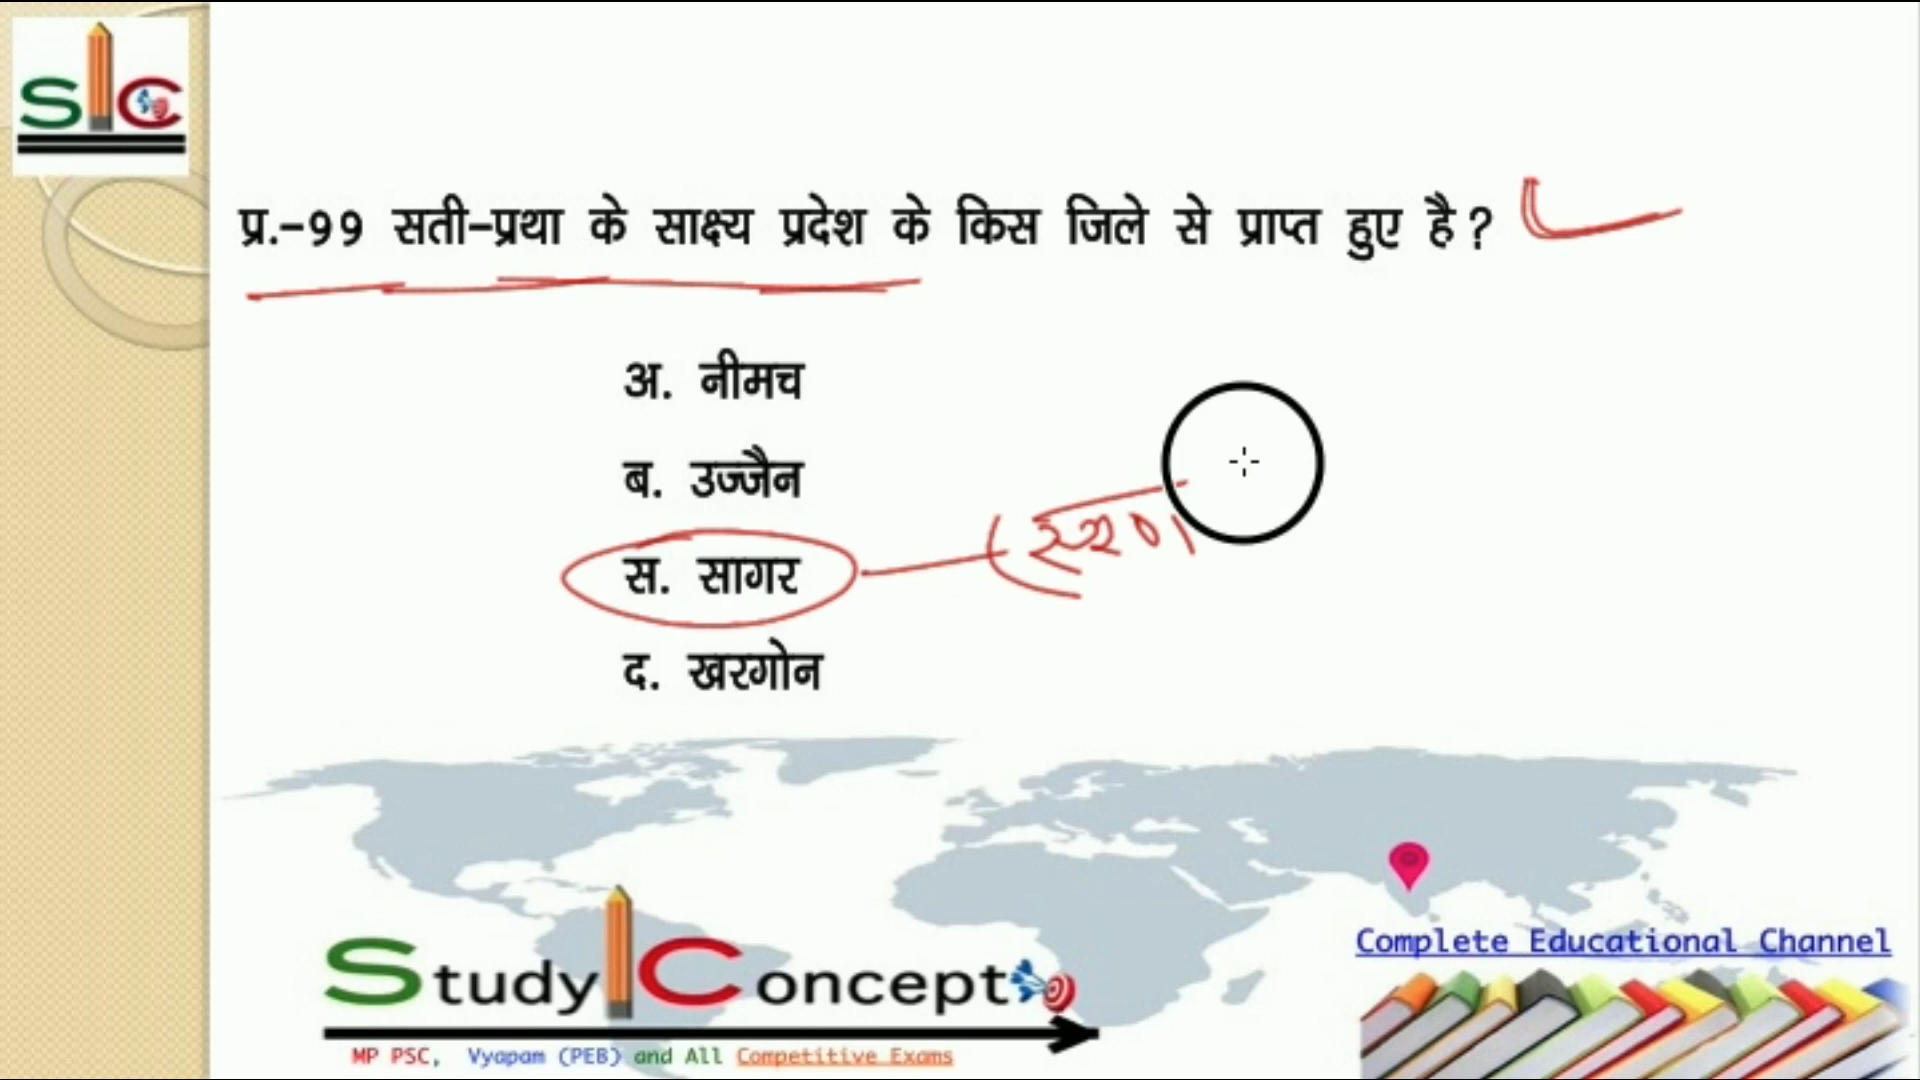 SC
प्र.-99 सती-प्रथा के साक्ष्य प्रदेश के किस जिले से प्राप्त हुए है ?
अ. नीमच
ब. उज्जैन
स. सागर
द. खरगोन
Study Concept
Complete Educational Channel
MP PSC, Vyapam (PEB) and All Competitive Exams